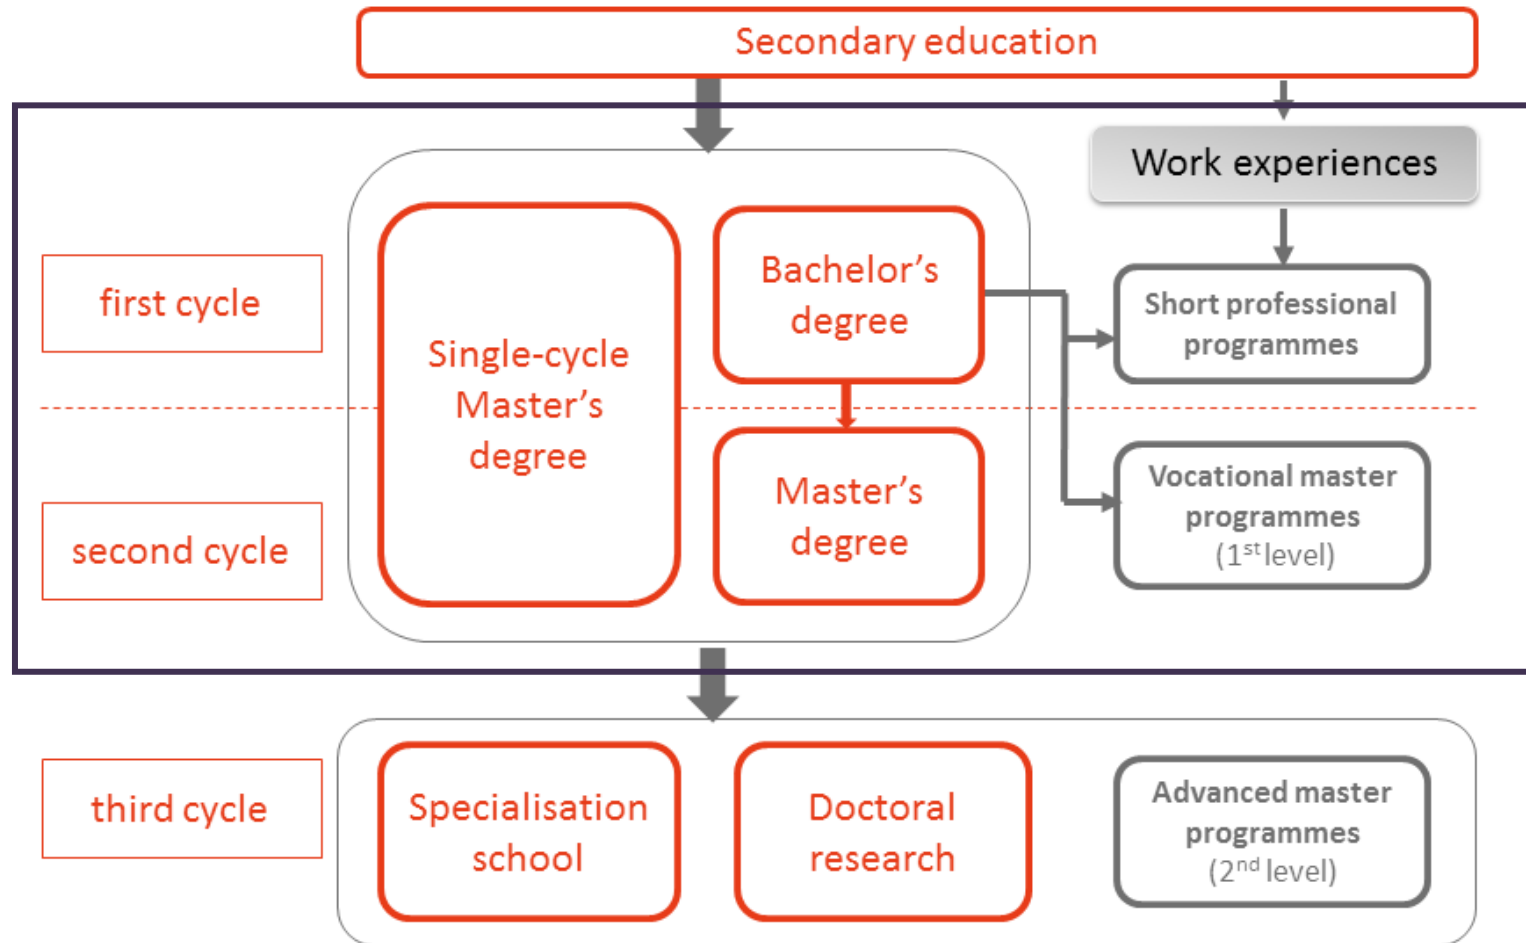 Secondary education
Work experiences
first cycle
Single-cycle
Master's
degree
Bachelor's
degree
Short professional
programmes
second cycle
Master's
degree
Vocational master
programmes
(1st level)
third cycle
Specialisation
school
Doctoral
research
Advanced master
programmes
(2nd level)